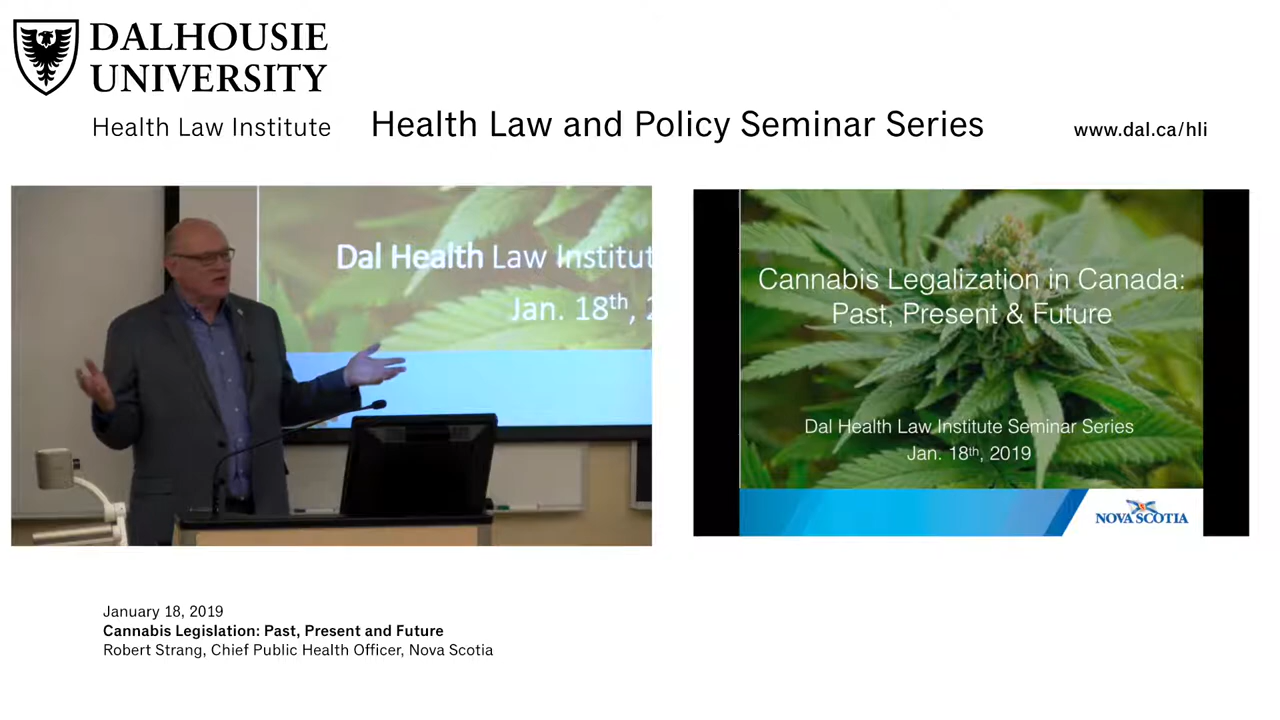 DALHOUSIE
UNIVERSITY
Health Law Institute
Health Law and Policy Seminar Series
www.dal.ca/hli
Dal Health Law Institut
Jan. 18th, 2
Cannabis Legalization in Canada:
Past, Present & Future
Dal Health Law Institute Seminar Series
Jan. 18th, 2019
NOVA SCOTIA
January 18, 2019
Cannabis Legislation: Past, Present and Future
Robert Strang, Chief Public Health Officer, Nova Scotia